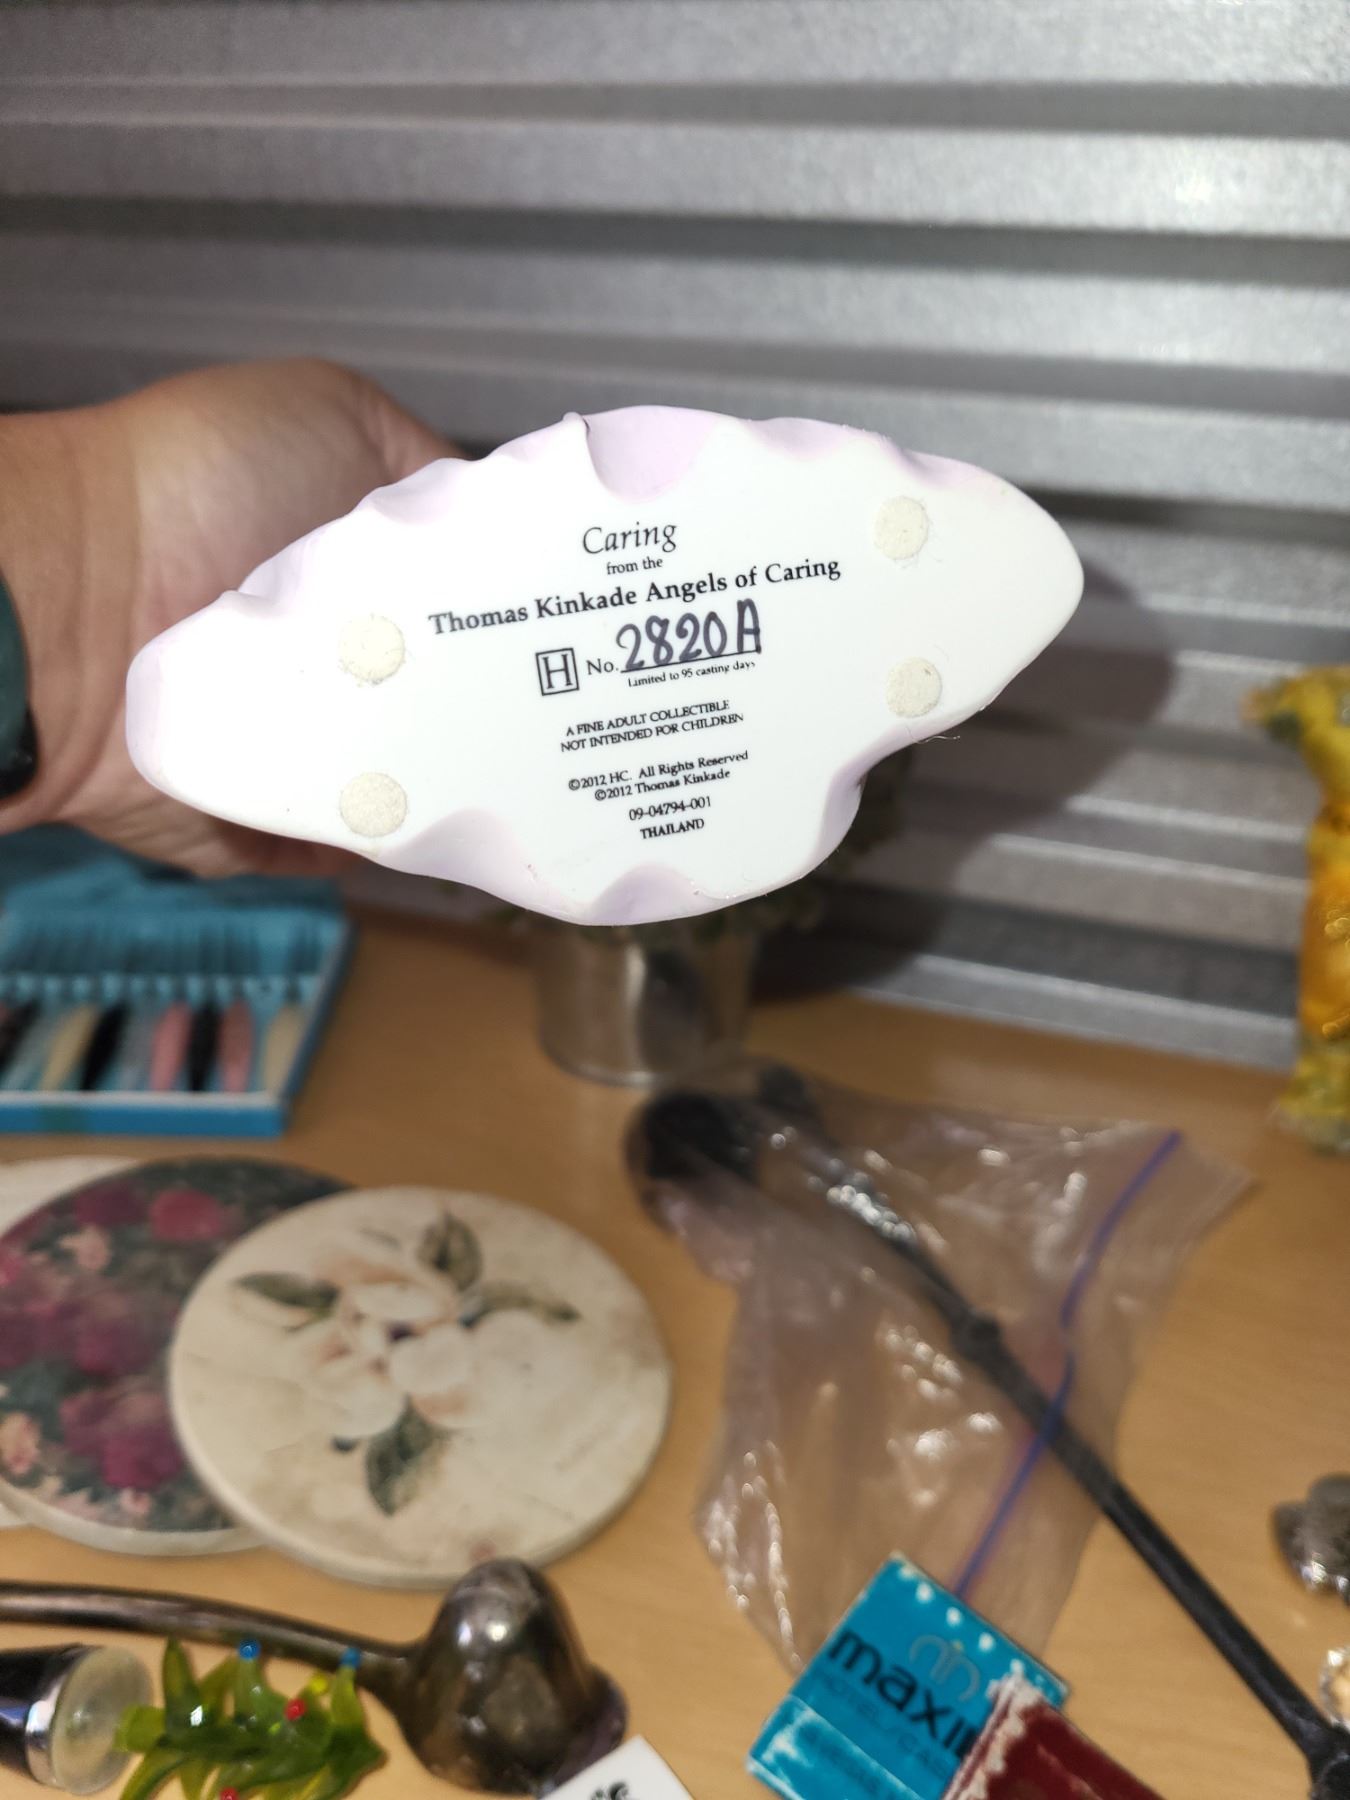 Caring
from the
Thomas Kinkade Angels of Caring
H No. 2820A
Limited to 95 casting days
A FINE ADULT COLLECTIBLE
NOT INTENDED FOR CHILDREN
©2012 HC. All Rights Reserved
©2012 Thomas Kinkade
09-04794-001
THAILAND
maxim